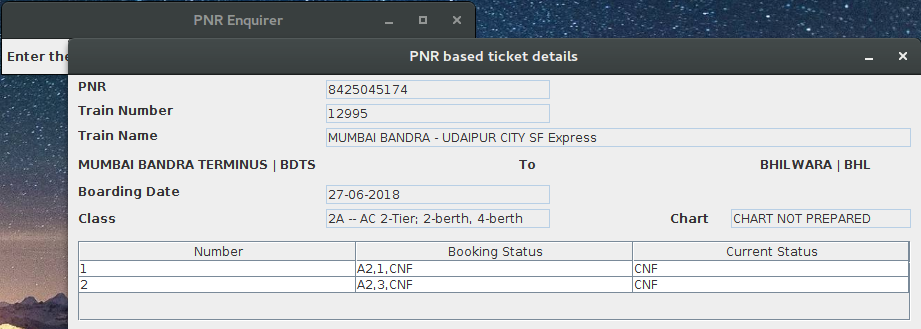 PNR Enquirer
Enter the
PNR based ticket details
PNR 8425045174
Train Number 12995
Train Name MUMBAI BANDRA - UDAIPUR CITY SF Express
MUMBAI BANDRA TERMINUS | BDTS To BHILWARA | BHL
Boarding Date 27-06-2018
Class 2A -- AC 2-Tier; 2-berth, 4-berth Chart CHART NOT PREPARED
Number Booking Status Current Status
1 A2,1,CNF CNF
2 A2,3,CNF CNF